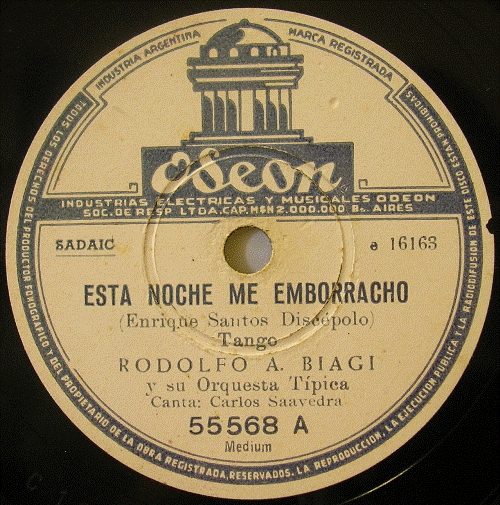 INDUSTRIA ARGENTINA
MARCA REGISTRADA
Odeon
INDUSTRIAS ELECTRICAS Y MUSICALES ODEON
SOC. DE RESP. LTDA. CAP. M$N 2.000.000 Bs. AIRES
SADAIC
e 16163
ESTA NOCHE ME EMBORRACHO
(Enrique Santos Discépolo)
Tango
RODOLFO A. BIAGI
y su Orquesta Típica
Canta: Carlos Saavedra
55568 A
Medium
TODOS LOS DERECHOS DEL PRODUCTOR FONOGRAFICO Y DEL PROPIETARIO DE LA OBRA REGISTRADA, RESERVADOS. LA REPRODUCCION, LA EJECUCION PUBLICA Y LA RADIODIFUSION DE ESTE DISCO ESTAN PROHIBIDAS